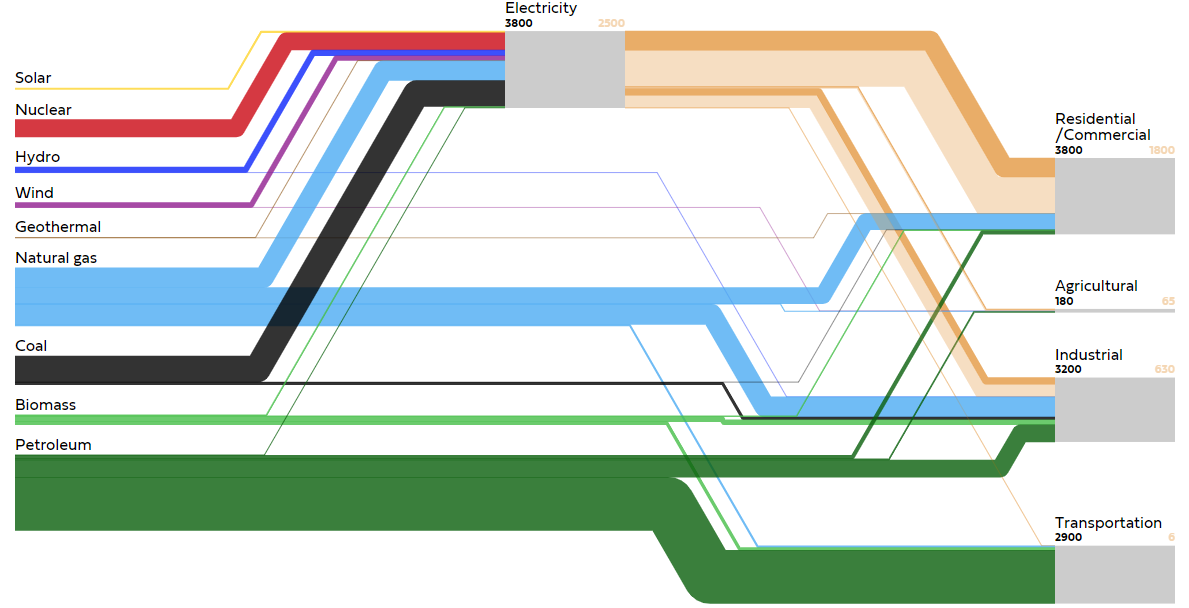 Electricity
3800 2500
Solar
Nuclear
Hydro
Wind
Geothermal
Natural gas
Coal
Biomass
Petroleum
Residential
/Commercial
3800 1800
Agricultural
180 65
Industrial
3200 630
Transportation
2900 6